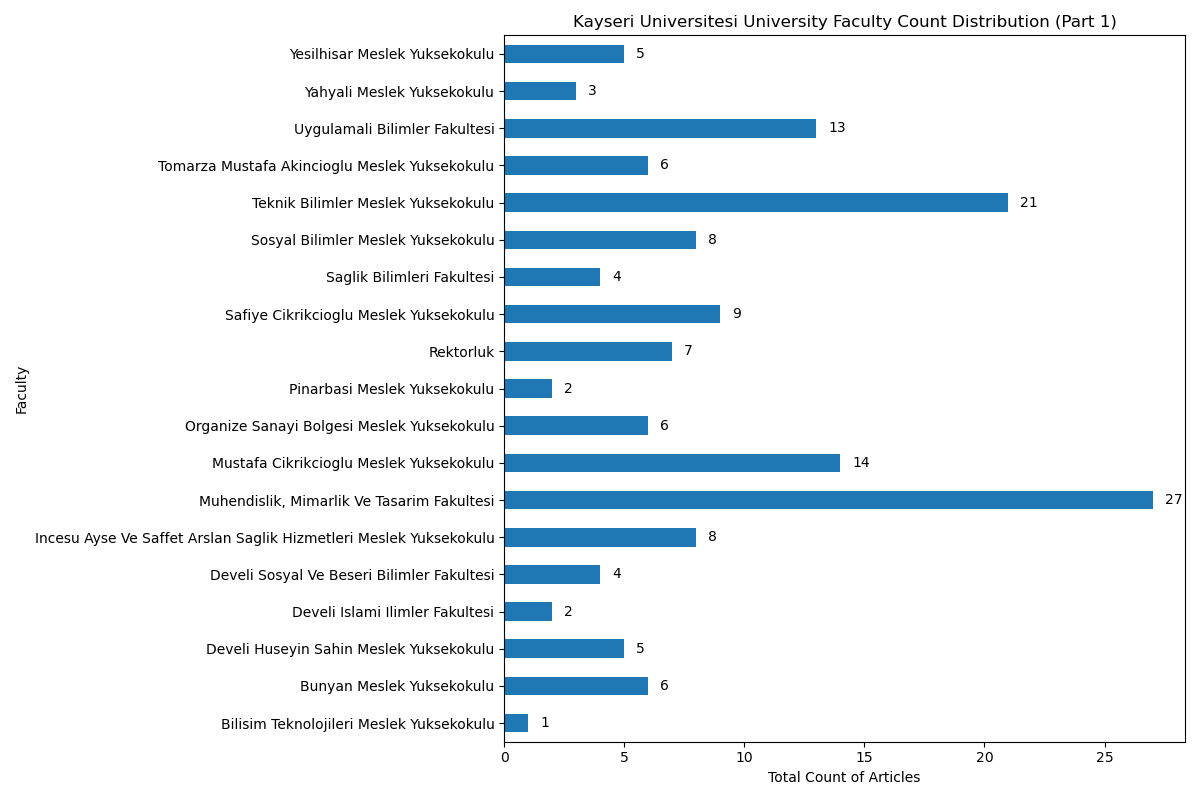 Kayseri Universitesi University Faculty Count Distribution (Part 1)
Yesilhisar Meslek Yuksekokulu 5
Yahyali Meslek Yuksekokulu 3
Uygulamali Bilimler Fakultesi 13
Tomarza Mustafa Akincioglu Meslek Yuksekokulu 6
Teknik Bilimler Meslek Yuksekokulu 21
Sosyal Bilimler Meslek Yuksekokulu 8
Saglik Bilimleri Fakultesi 4
Safiye Cikrikcioglu Meslek Yuksekokulu 9
Rektorluk 7
Pinarbasi Meslek Yuksekokulu 2
Organize Sanayi Bolgesi Meslek Yuksekokulu 6
Mustafa Cikrikcioglu Meslek Yuksekokulu 14
Muhendislik, Mimarlik Ve Tasarim Fakultesi 27
Incesu Ayse Ve Saffet Arslan Saglik Hizmetleri Meslek Yuksekokulu 8
Develi Sosyal Ve Beseri Bilimler Fakultesi 4
Develi Islami Ilimler Fakultesi 2
Develi Huseyin Sahin Meslek Yuksekokulu 5
Bunyan Meslek Yuksekokulu 6
Bilisim Teknolojileri Meslek Yuksekokulu 1
0 5 10 15 20 25
Total Count of Articles
Faculty